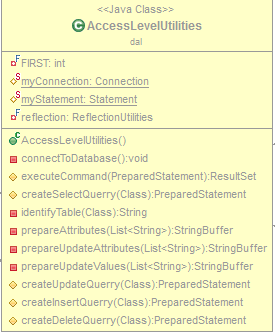 <<Java Class>>
AccessLevelUtilities
dal
FIRST: int
myConnection: Connection
myStatement: Statement
reflection: ReflectionUtilities
AccessLevelUtilities()
connectToDatabase():void
executeCommand(PreparedStatement):ResultSet
createSelectQuerry(Class):PreparedStatement
identifyTable(Class):String
prepareAttributes(List<String>):StringBuffer
prepareUpdateAttributes(List<String>):StringBuffer
prepareUpdateValues(List<String>):StringBuffer
createUpdateQuerry(Class):PreparedStatement
createInsertQuerry(Class):PreparedStatement
createDeleteQuerry(Class):PreparedStatement